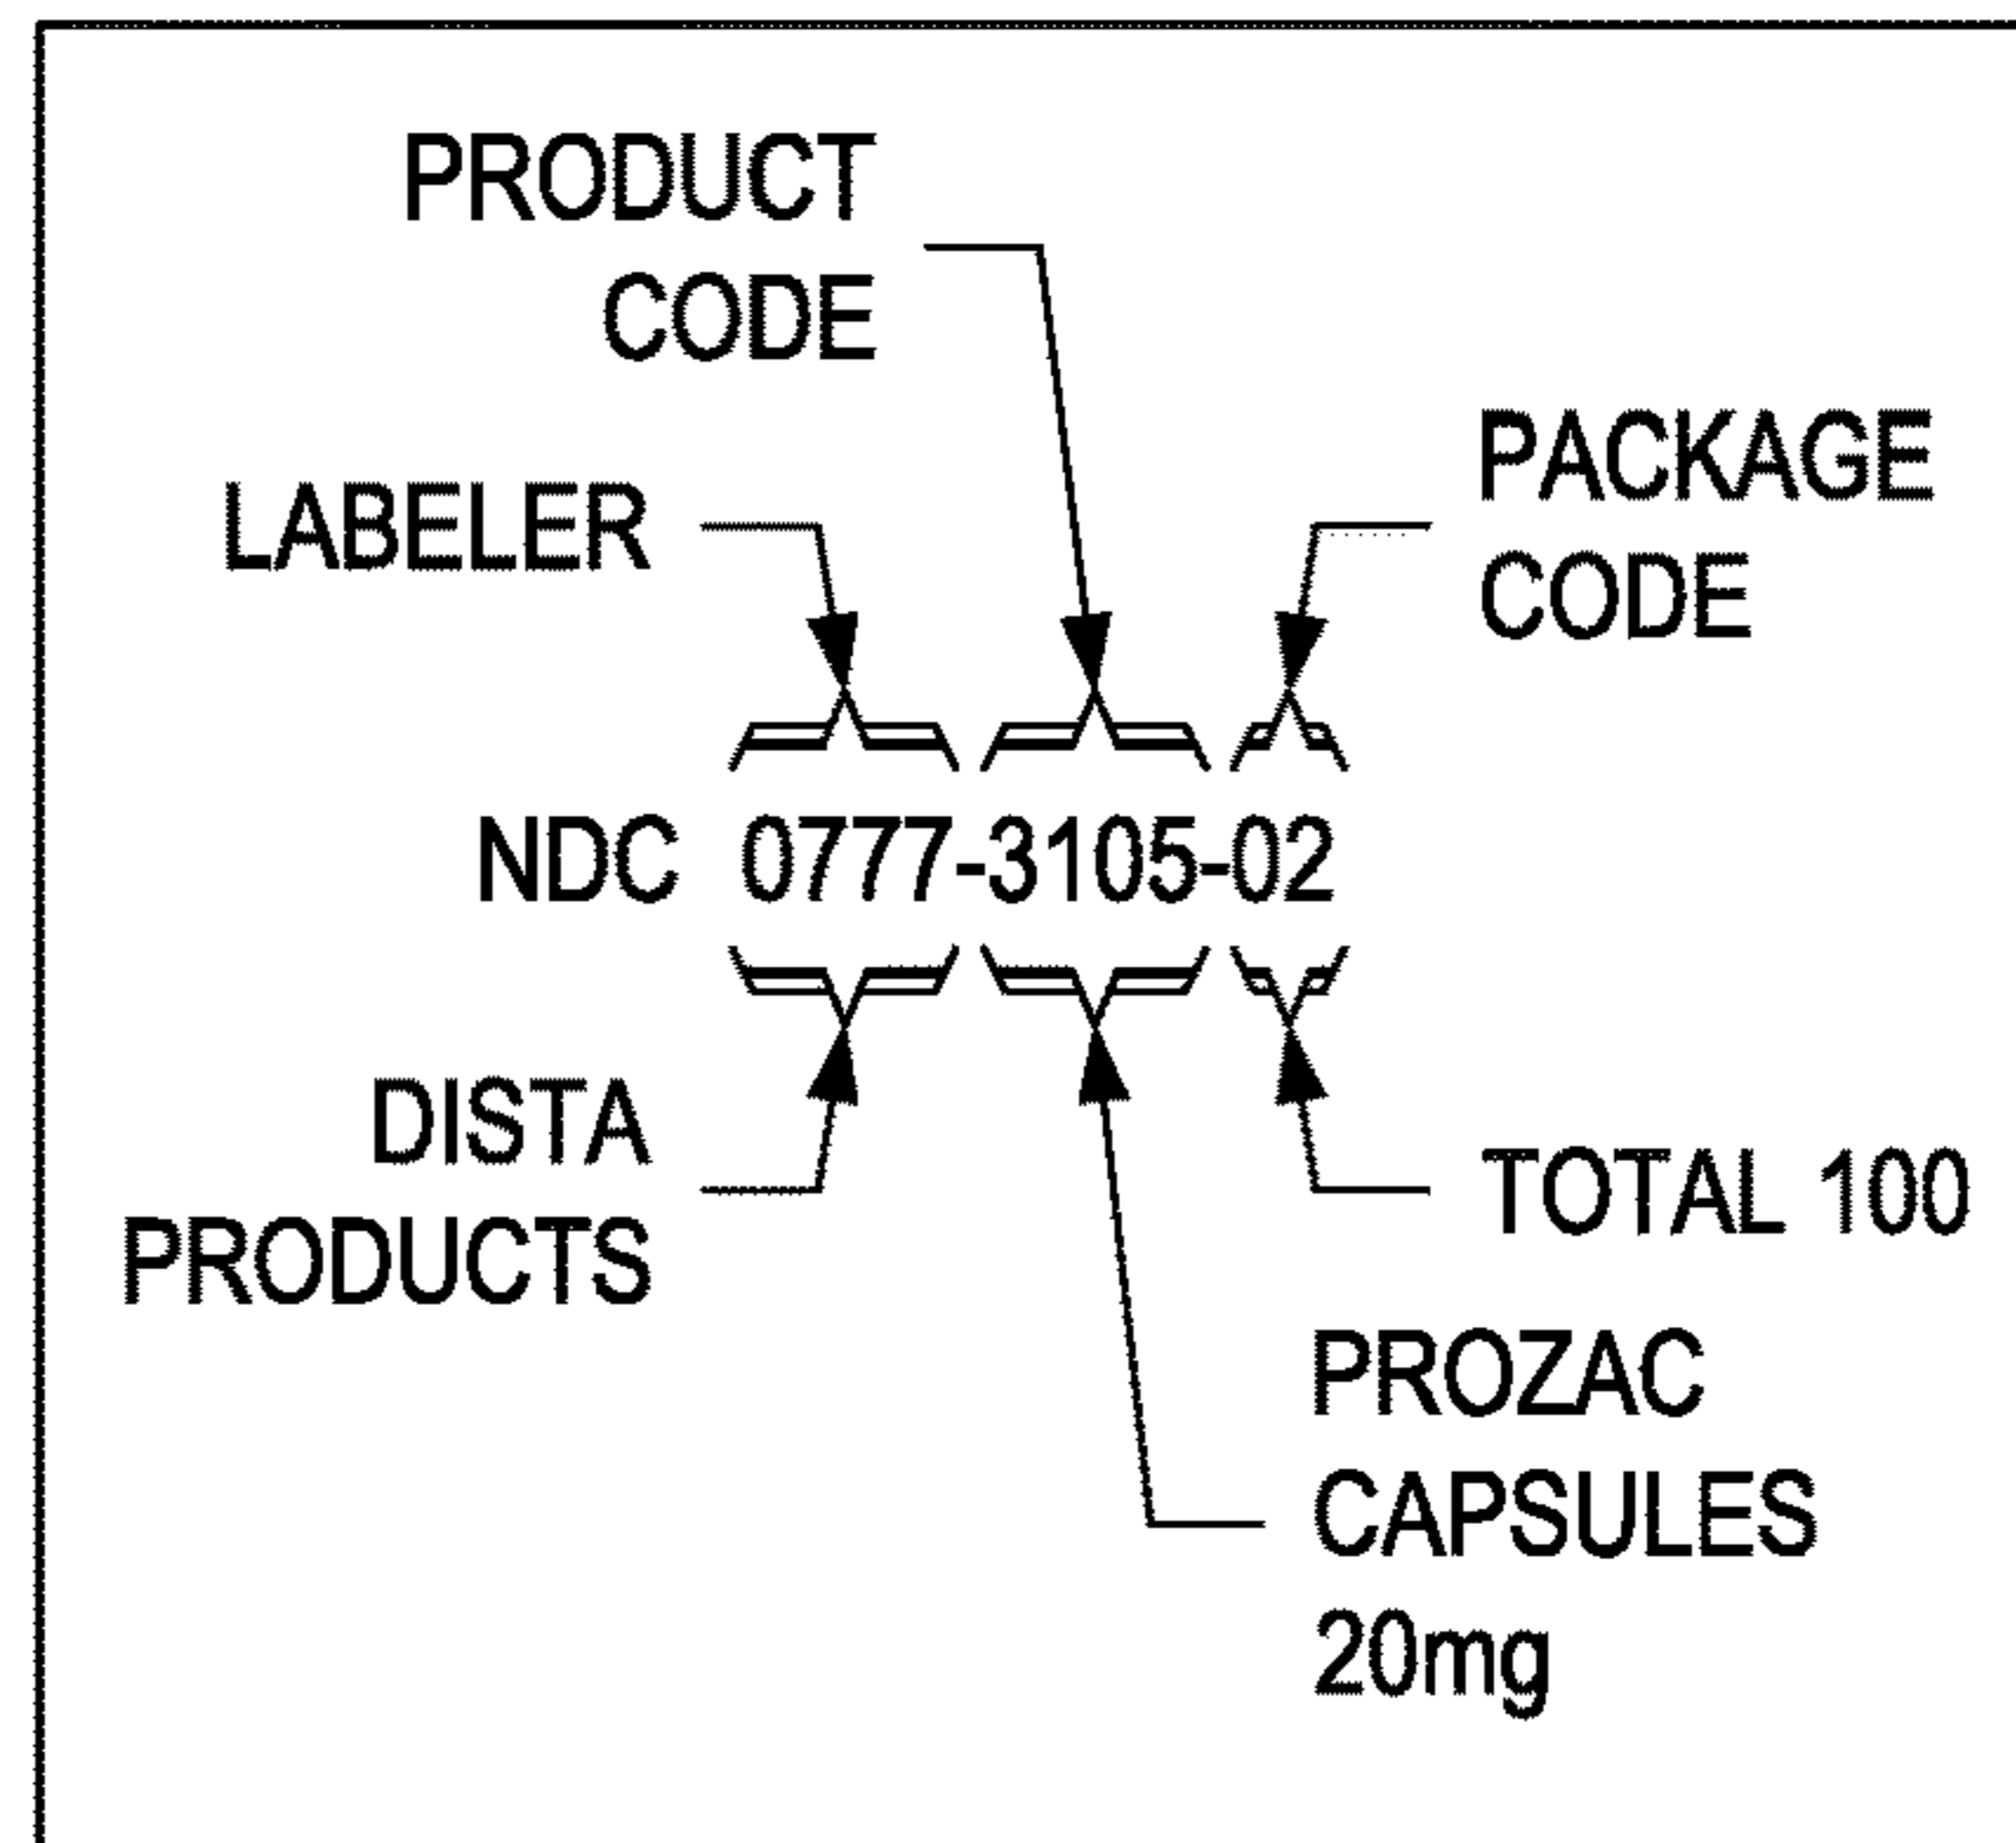 PRODUCT
CODE
LABELER
PACKAGE
CODE
NDC 0777-3105-02
DISTA
PRODUCTS
TOTAL 100
PROZAC
CAPSULES
20mg